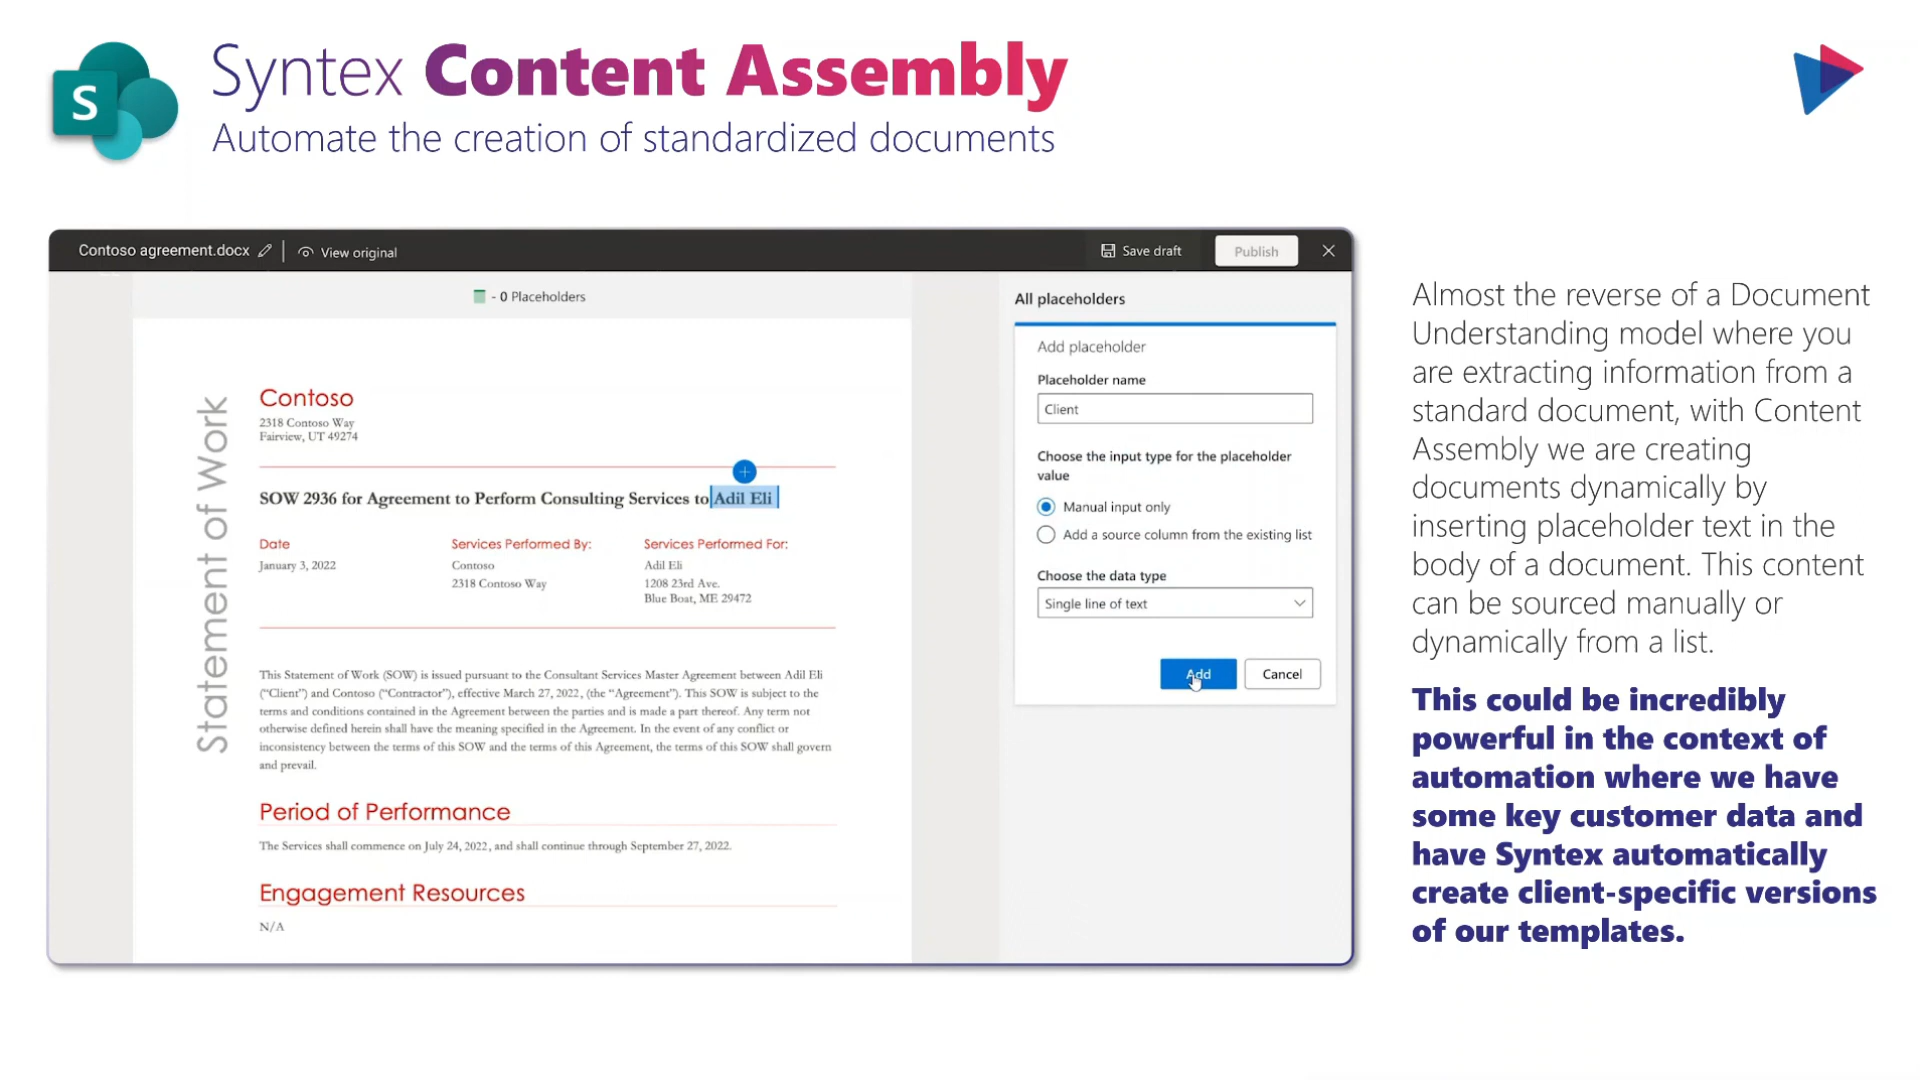 S
Syntex Content Assembly
Automate the creation of standardized documents
Contoso agreement.docx
View original
Save draft
Publish
- 0 Placeholders
Statement of Work
Contoso
2318 Contoso Way
Fairview, UT 49274
SOW 2936 for Agreement to Perform Consulting Services to Adil Eli
Date
January 3, 2022
Services Performed By:
Contoso
2318 Contoso Way
Services Performed For:
Adil Eli
1208 23rd Ave.
Blue Boat, ME 29472
This Statement of Work (SOW) is issued pursuant to the Consultant Services Master Agreement between Adil Eli
(“Client”) and Contoso (“Contractor”), effective March 27, 2022, (the “Agreement”). This SOW is subject to the
terms and conditions contained in the Agreement between the parties and is made a part thereof. Any term not
otherwise defined herein shall have the meaning specified in the Agreement. In the event of any conflict or
inconsistency between the terms of this SOW and the terms of this Agreement, the terms of this SOW shall govern
and prevail.
Period of Performance
The Services shall commence on July 24, 2022, and shall continue through September 27, 2022.
Engagement Resources
N/A
All placeholders
Add placeholder
Placeholder name
Client
Choose the input type for the placeholder
value
Manual input only
Add a source column from the existing list
Choose the data type
Single line of text
Add
Cancel
Almost the reverse of a Document
Understanding model where you
are extracting information from a
standard document, with Content
Assembly we are creating
documents dynamically by
inserting placeholder text in the
body of a document. This content
can be sourced manually or
dynamically from a list.
This could be incredibly
powerful in the context of
automation where we have
some key customer data and
have Syntex automatically
create client-specific versions
of our templates.